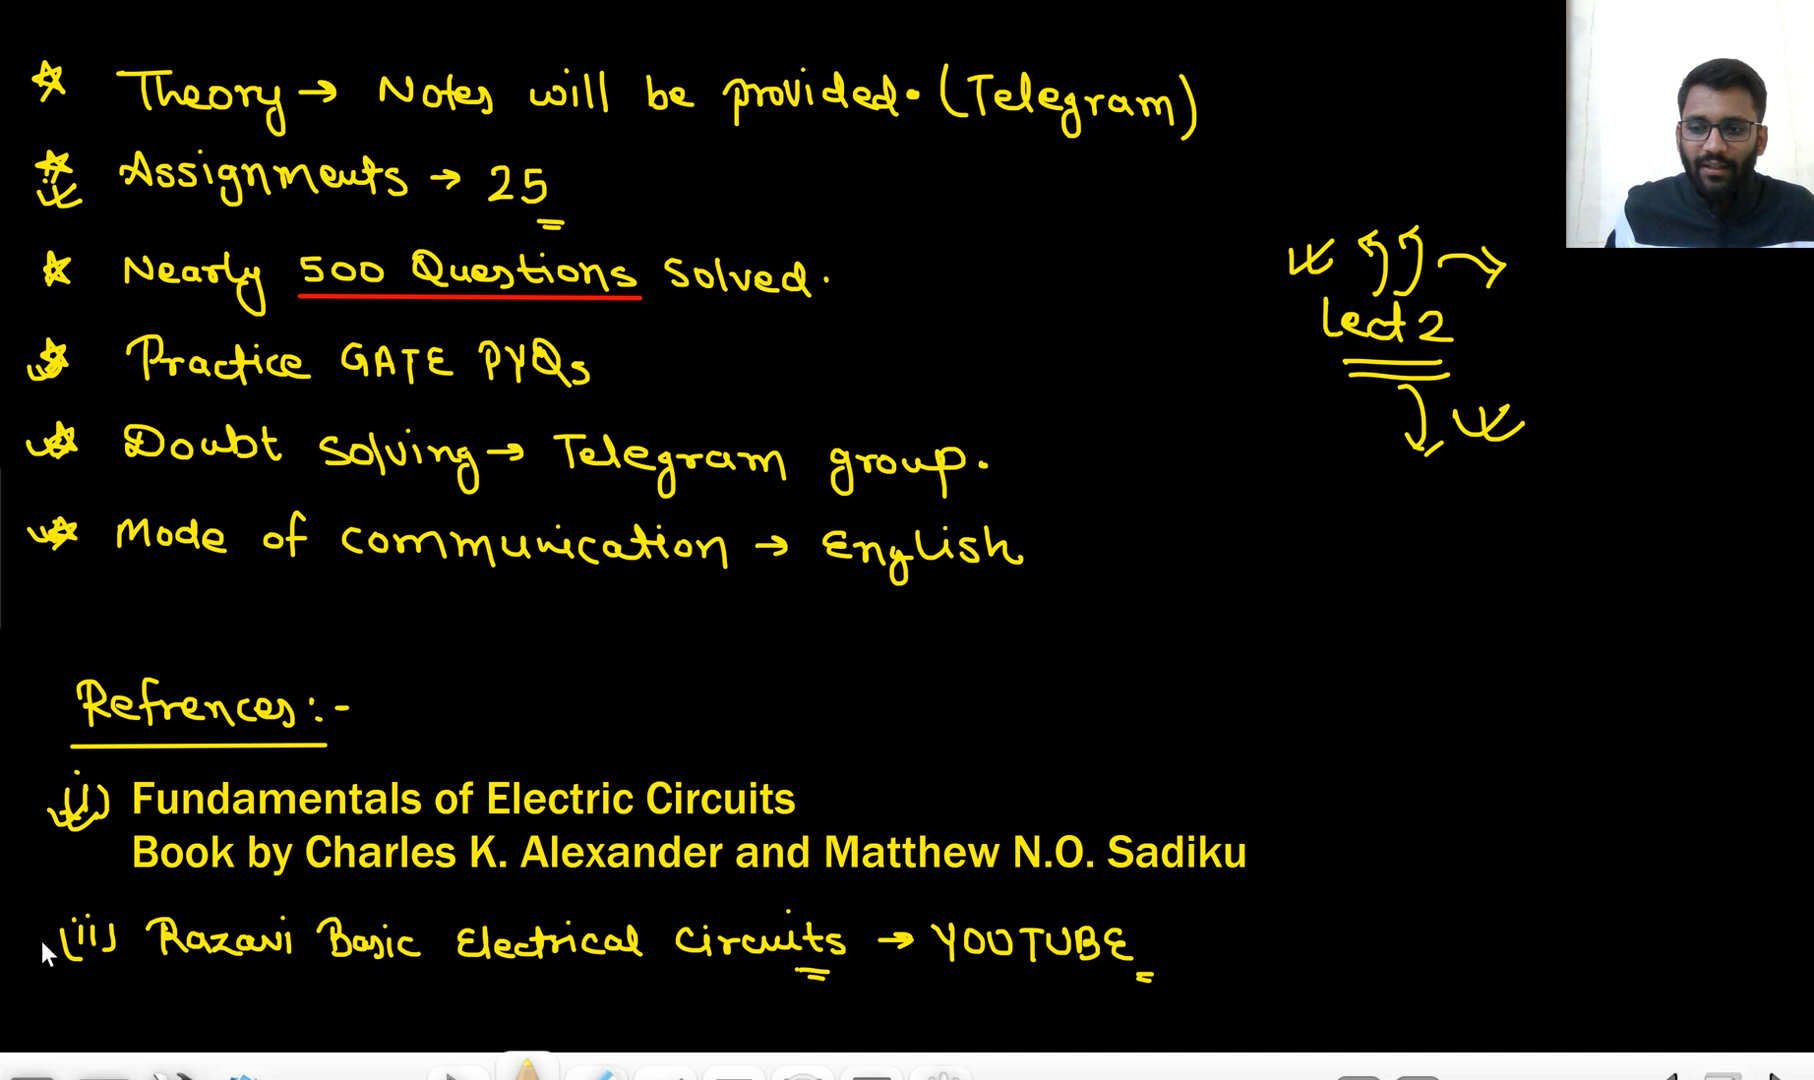 Theory → Notes will be provided. (Telegram)
Assignments → 25
Nearly 500 Questions Solved.
Practice GATE PYQs
Doubt solving → Telegram group.
Mode of communication → English
Lect 2
Refrences:-
(i) Fundamentals of Electric Circuits
Book by Charles K. Alexander and Matthew N.O. Sadiku
(ii) Razavi Basic Electrical Circuits → YOUTUBE